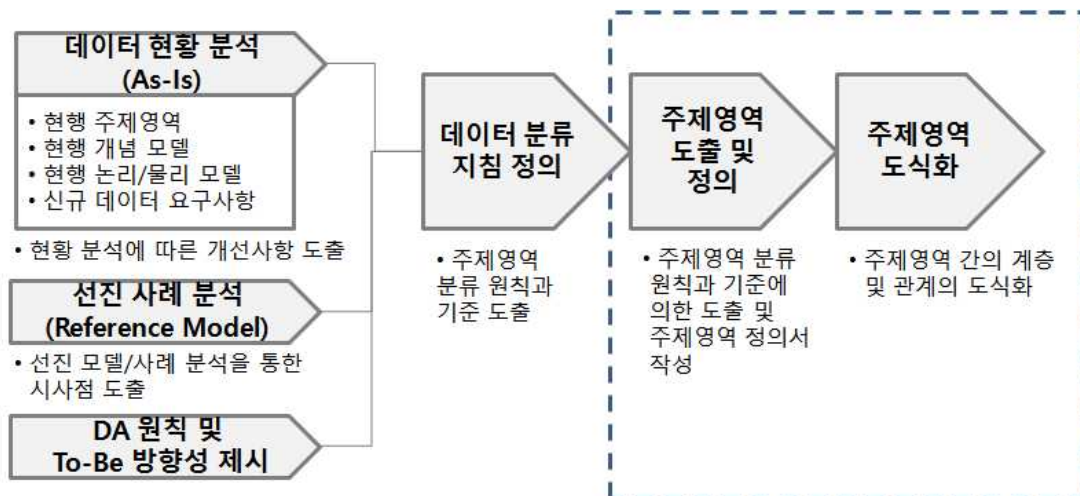 데이터 현황 분석
(As-Is)
• 현행 주제영역
• 현행 개념 모델
• 현행 논리/물리 모델
• 신규 데이터 요구사항
• 현황 분석에 따른 개선사항 도출
선진 사례 분석
(Reference Model)
• 선진 모델/사례 분석을 통한
시사점 도출
DA 원칙 및
To-Be 방향성 제시
데이터 분류
지침 정의
• 주제영역
분류 원칙과
기준 도출
주제영역
도출 및
정의
• 주제영역 분류
원칙과 기준에
의한 도출 및
주제영역 정의서
작성
주제영역
도식화
• 주제영역 간의 계층
및 관계의 도식화